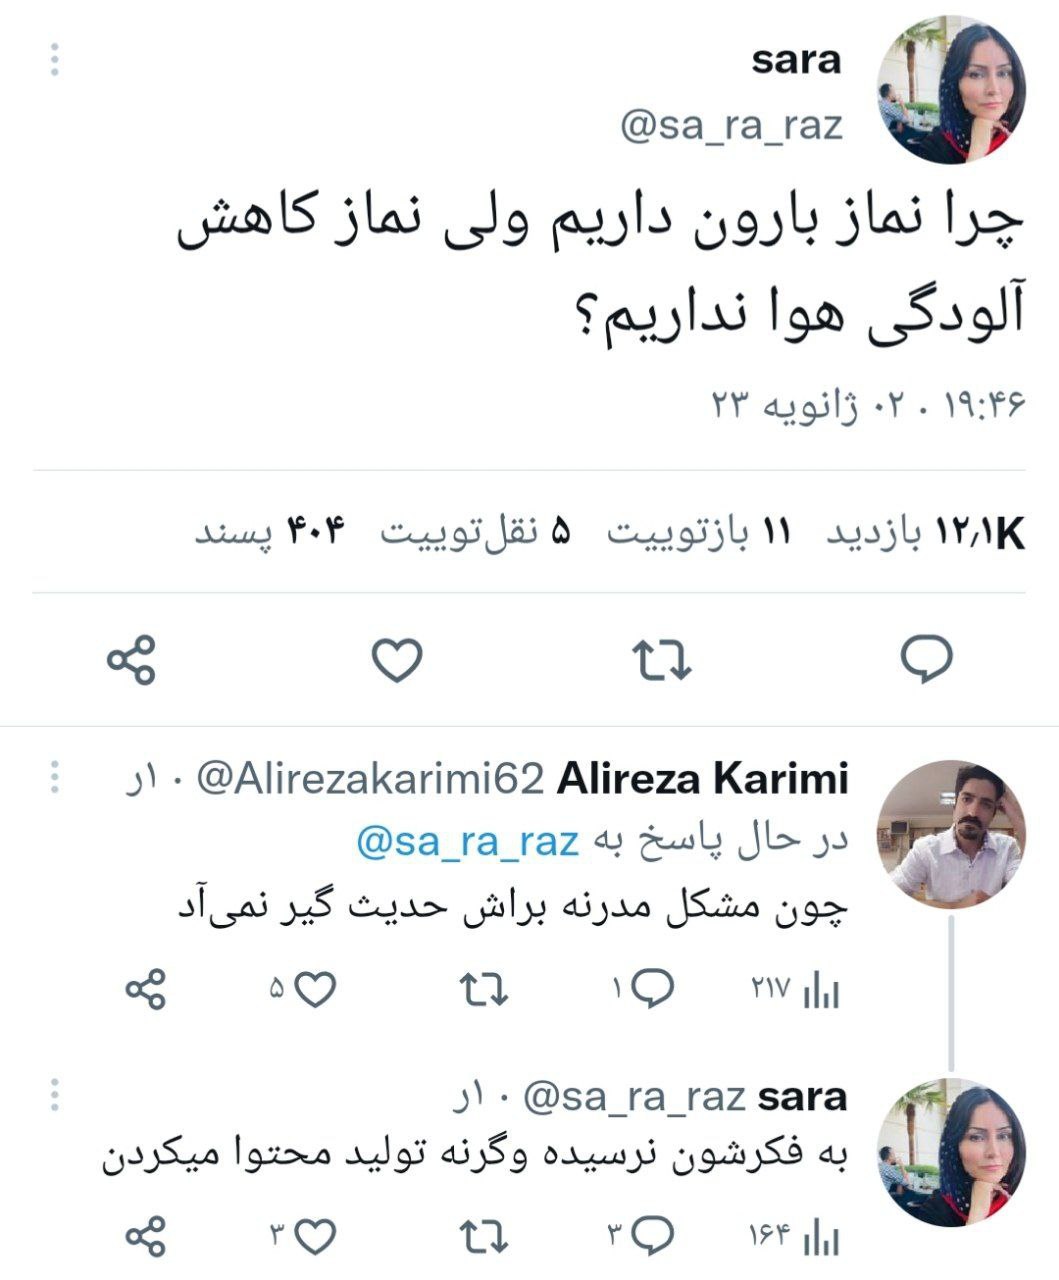 sara
@sa_ra_raz
چرا نماز بارون داریم ولی نماز کاهش
آلودگی هوا نداریم؟
۱۹:۴۶ · ۰۲ ژانویه ۲۳
۱۲٫۱K بازدید ۱۱ بازتوییت ۵ نقل‌توییت ۴۰۴ پسند
Alireza Karimi @Alirezakarimi62 · ۱ر
در حال پاسخ به @sa_ra_raz
چون مشکل مدرنه براش حدیث گیر نمی‌آد
۲۱۷ ۱ ۵
sara @sa_ra_raz · ۱ر
به فکرشون نرسیده وگرنه تولید محتوا میکردن
۱۶۴ ۳ ۳